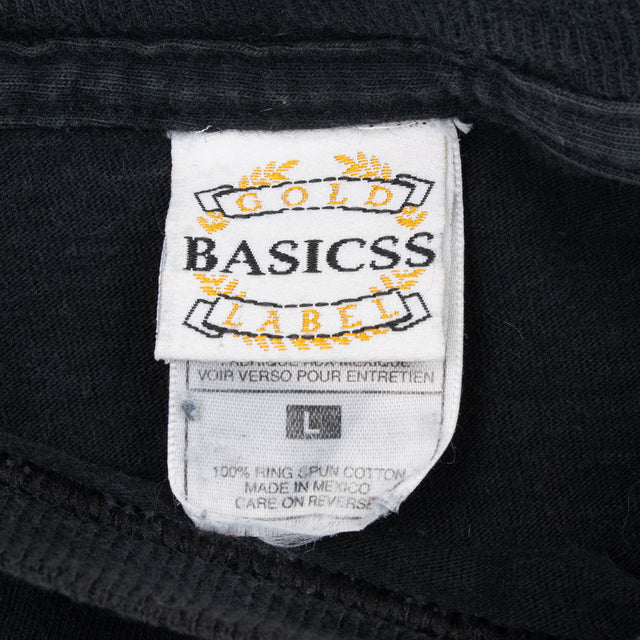 GOLD
BASICSS
LABEL
VOIR VERSO POUR ENTRETIEN
L
100% RING SPUN COTTON
MADE IN MEXICO
CARE ON REVERSE